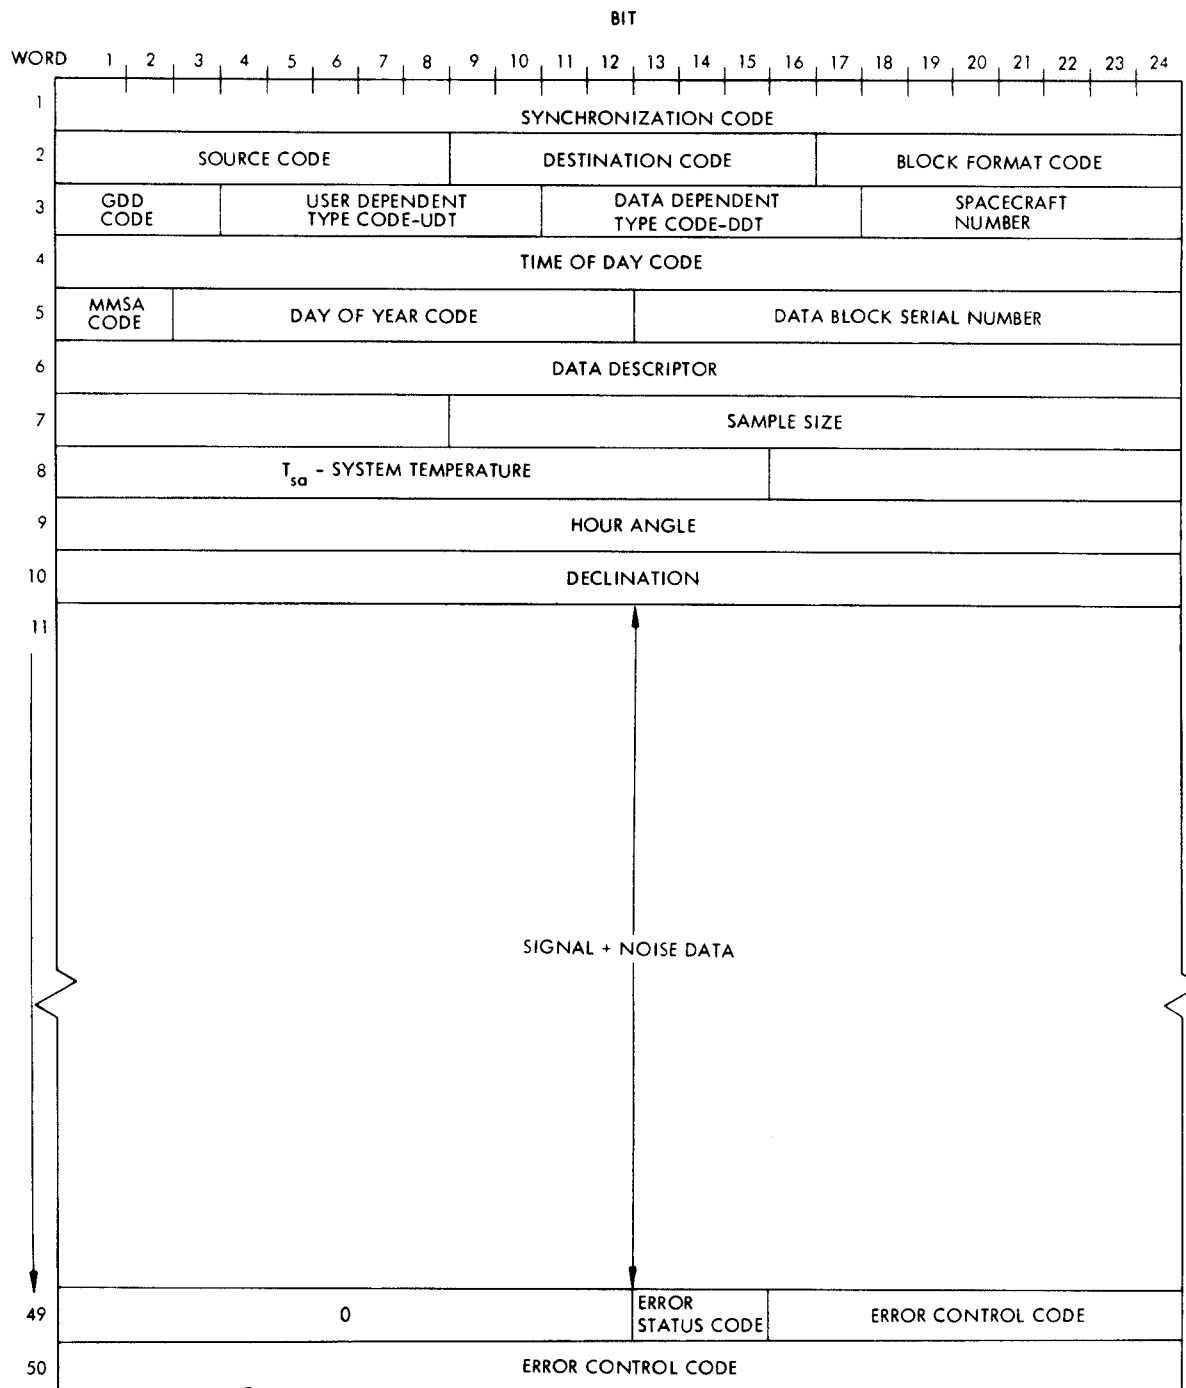 BIT
WORD 1 2 3 4 5 6 7 8 9 10 11 12 13 14 15 16 17 18 19 20 21 22 23 24
1 SYNCHRONIZATION CODE
2 SOURCE CODE DESTINATION CODE BLOCK FORMAT CODE
3 GDD CODE USER DEPENDENT TYPE CODE-UDT DATA DEPENDENT TYPE CODE-DDT SPACECRAFT NUMBER
4 TIME OF DAY CODE
5 MMSA CODE DAY OF YEAR CODE DATA BLOCK SERIAL NUMBER
6 DATA DESCRIPTOR
7 SAMPLE SIZE
8 Tsa - SYSTEM TEMPERATURE
9 HOUR ANGLE
10 DECLINATION
11
SIGNAL + NOISE DATA
49 0 ERROR STATUS CODE ERROR CONTROL CODE
50 ERROR CONTROL CODE